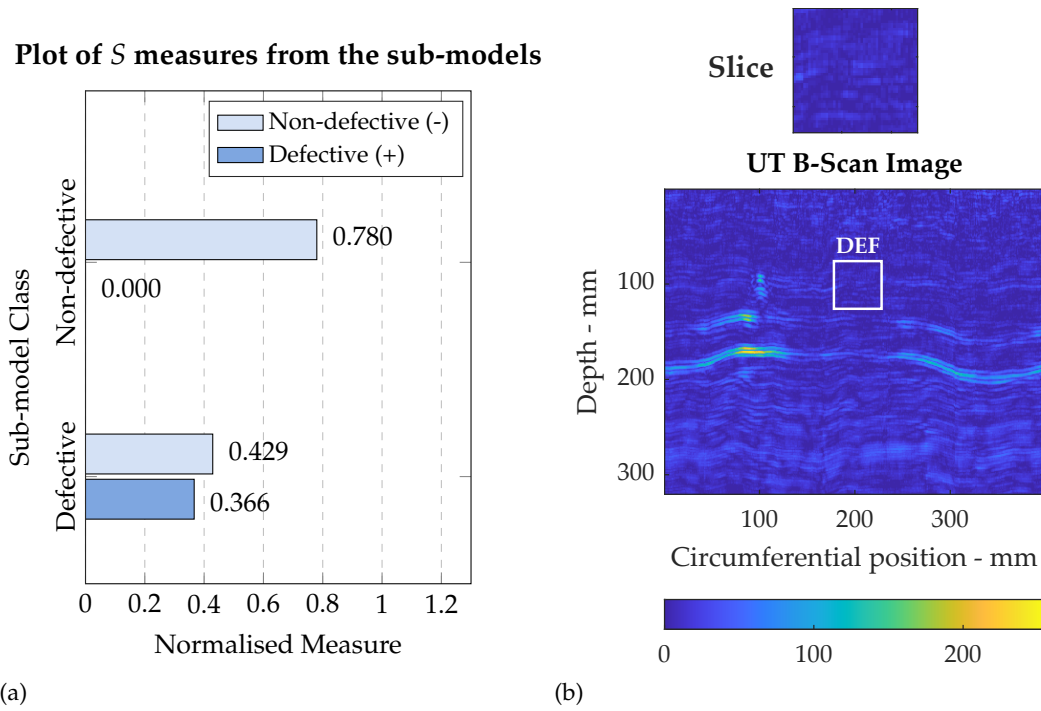 Plot of S measures from the sub-models
Non-defective (-)
Defective (+)
Sub-model Class
Non-defective
Defective
0.780
0.000
0.429
0.366
0 0.2 0.4 0.6 0.8 1 1.2
Normalised Measure
(a)
Slice
UT B-Scan Image
DEF
Depth - mm
100
200
300
100 200 300
Circumferential position - mm
0 100 200
(b)